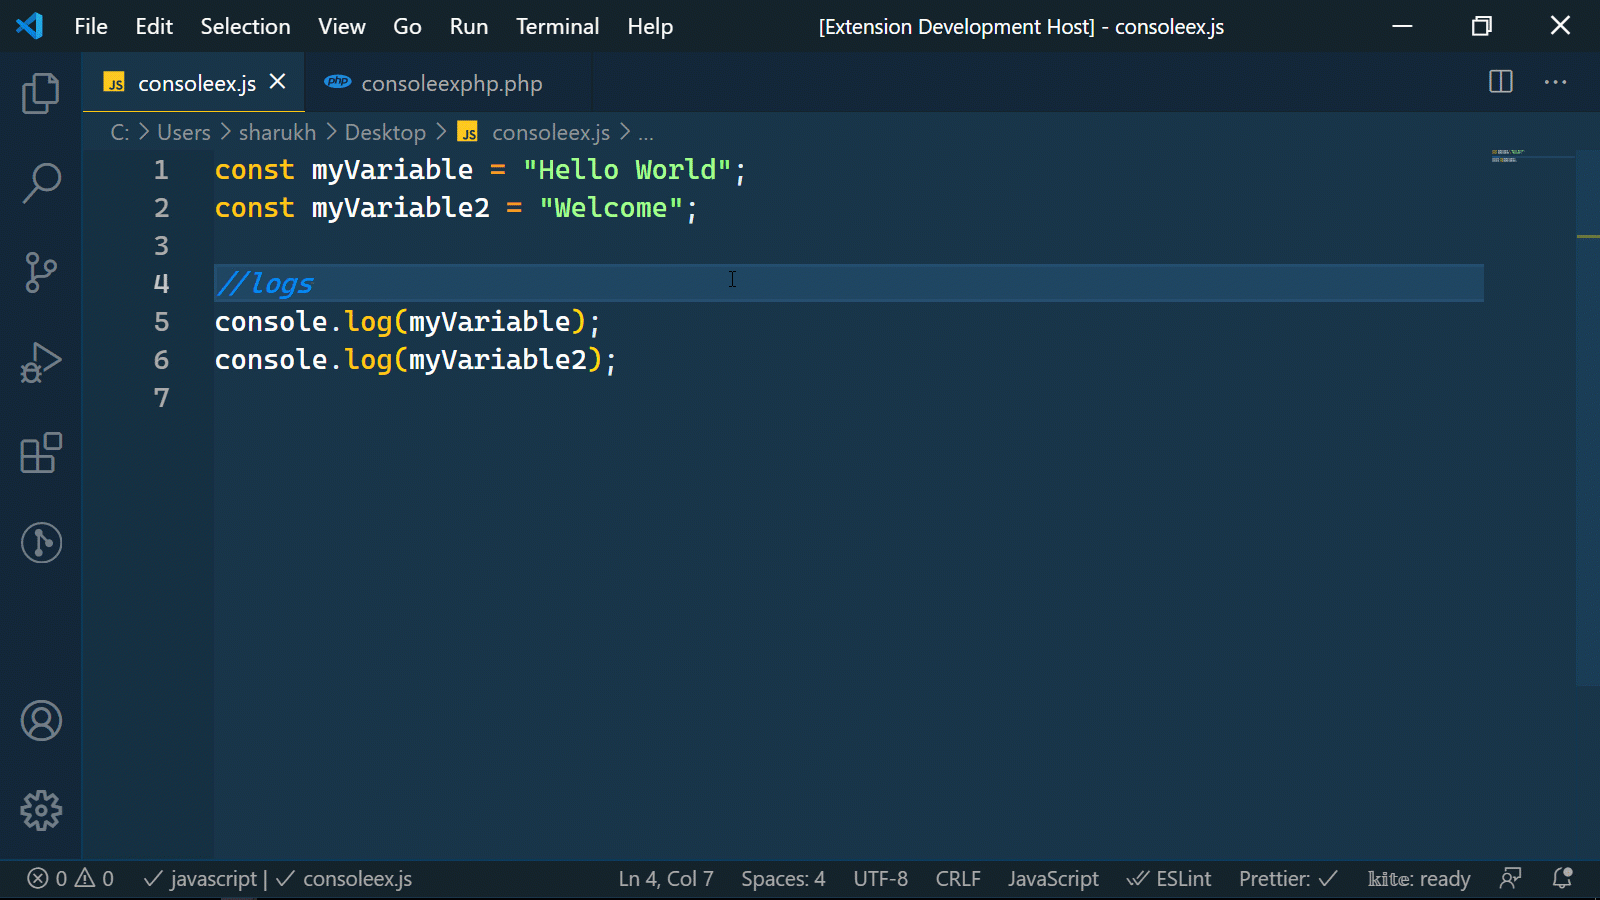 File Edit Selection View Go Run Terminal Help [Extension Development Host] - consoleex.js
JS consoleex.js php consoleexphp.php
C: > Users > sharukh > Desktop > JS consoleex.js > ...
1 const myVariable = "Hello World";
2 const myVariable2 = "Welcome";
3
4 //logs
5 console.log(myVariable);
6 console.log(myVariable2);
7
0 0 javascript | consoleex.js Ln 4, Col 7 Spaces: 4 UTF-8 CRLF JavaScript ESLint Prettier: kite: ready